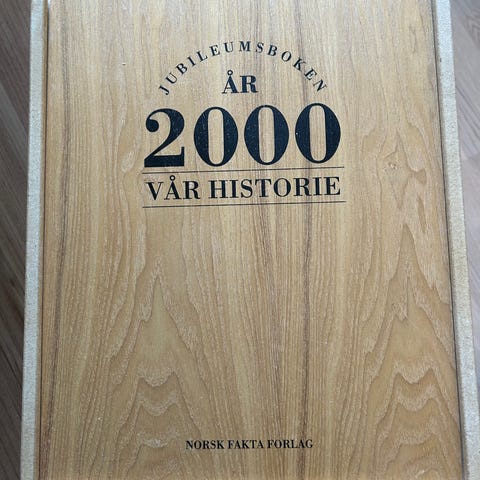 JUBILEUMSBOKEN
ÅR
2000
VÅR HISTORIE
NORSK FAKTA FORLAG